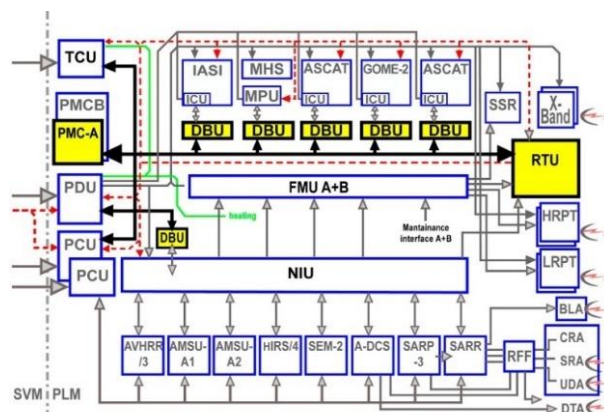 TCU
PMCB
PMC-A
PDU
PCU
PCU
SVM
PLM
IASI
ICU
MHS
MPU
ASCAT
ICU
GOME-2
ICU
ASCAT
ICU
DBU
DBU
DBU
DBU
DBU
SSR
X-Band
RTU
FMU A+B
heating
Mantainance
interface A+B
DBU
NIU
HRPT
LRPT
AVHRR
/3
AMSU-
A1
AMSU-
A2
HIRS/4
SEM-2
A-DCS
SARP
-3
SARR
RFF
BLA
CRA
SRA
UDA
DTA